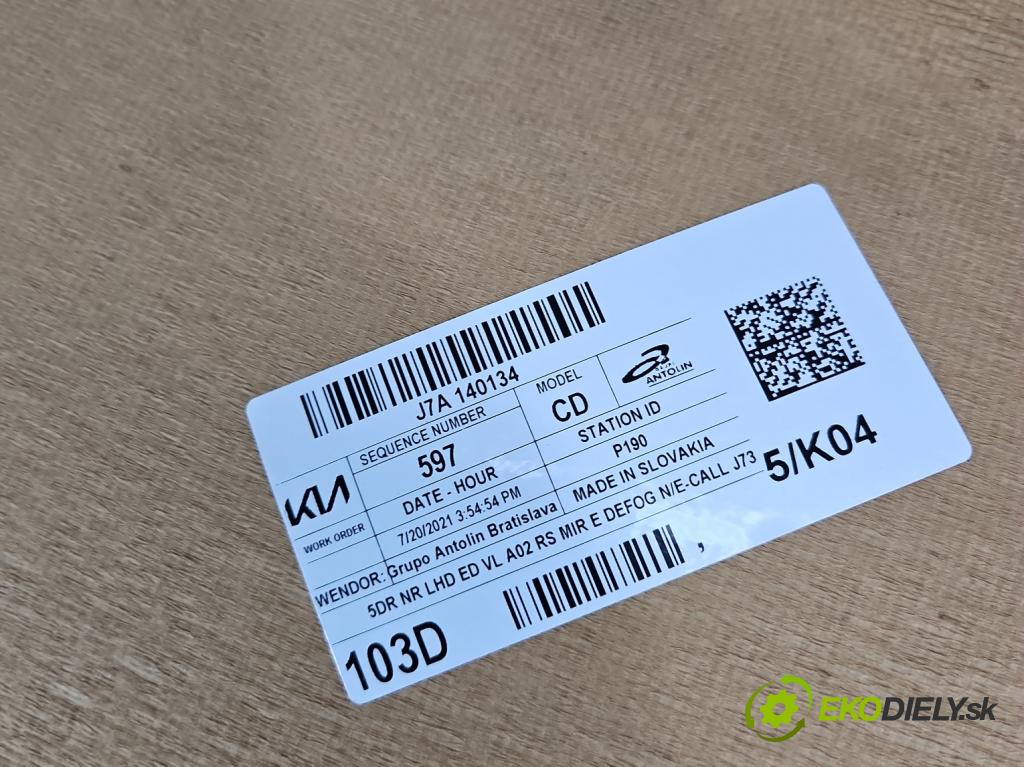 J7A 140134
KIA
SEQUENCE NUMBER
597
MODEL
CD
ANTOLIN
WORK ORDER
DATE - HOUR
7/20/2021 3:54:54 PM
STATION ID
P190
WENDOR: Grupo Antolin Bratislava
MADE IN SLOVAKIA
5DR NR LHD ED VL A02 RS MIR E DEFOG N/E-CALL J73
103D
,
5/K04
EKODIELY.sk